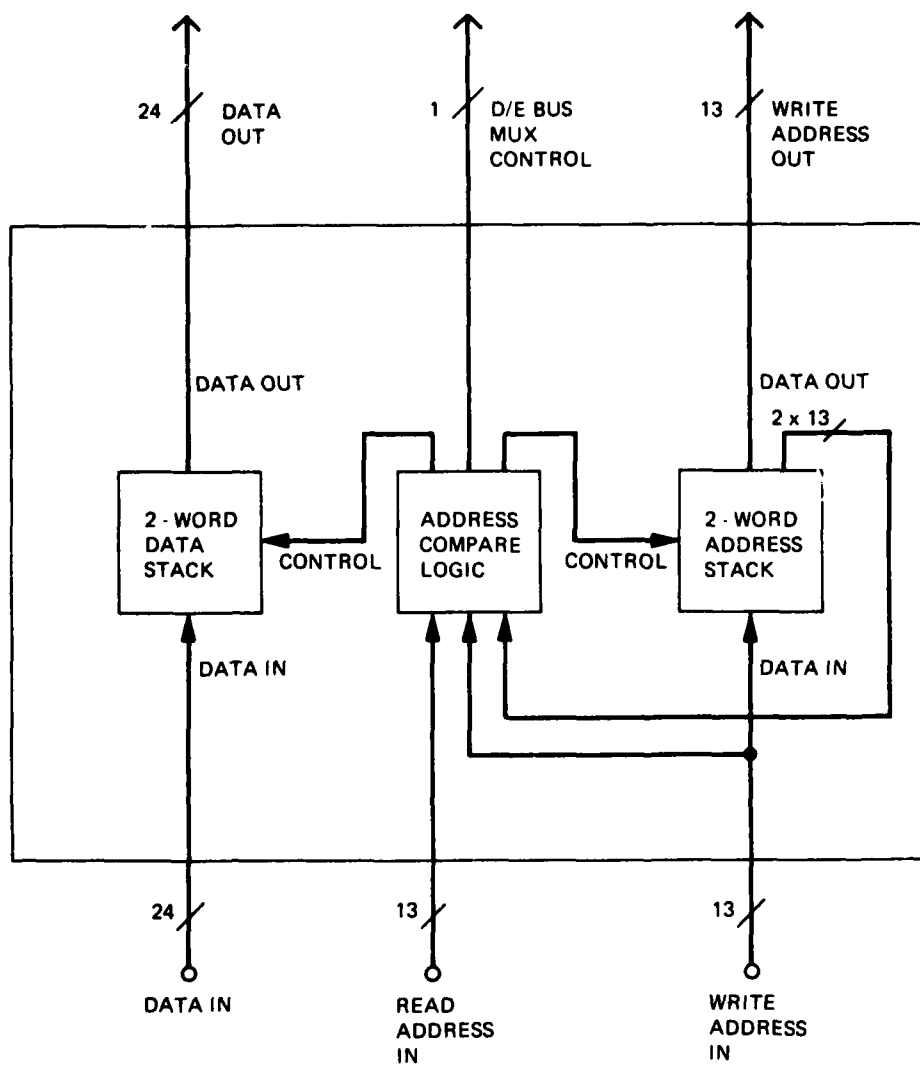 24
DATA
OUT
1
D/E BUS
MUX
CONTROL
13
WRITE
ADDRESS
OUT
DATA OUT
DATA OUT
2 x 13
2 - WORD
DATA
STACK
CONTROL
ADDRESS
COMPARE
LOGIC
CONTROL
2 - WORD
ADDRESS
STACK
DATA IN
DATA IN
24
13
13
DATA IN
READ
ADDRESS
IN
WRITE
ADDRESS
IN